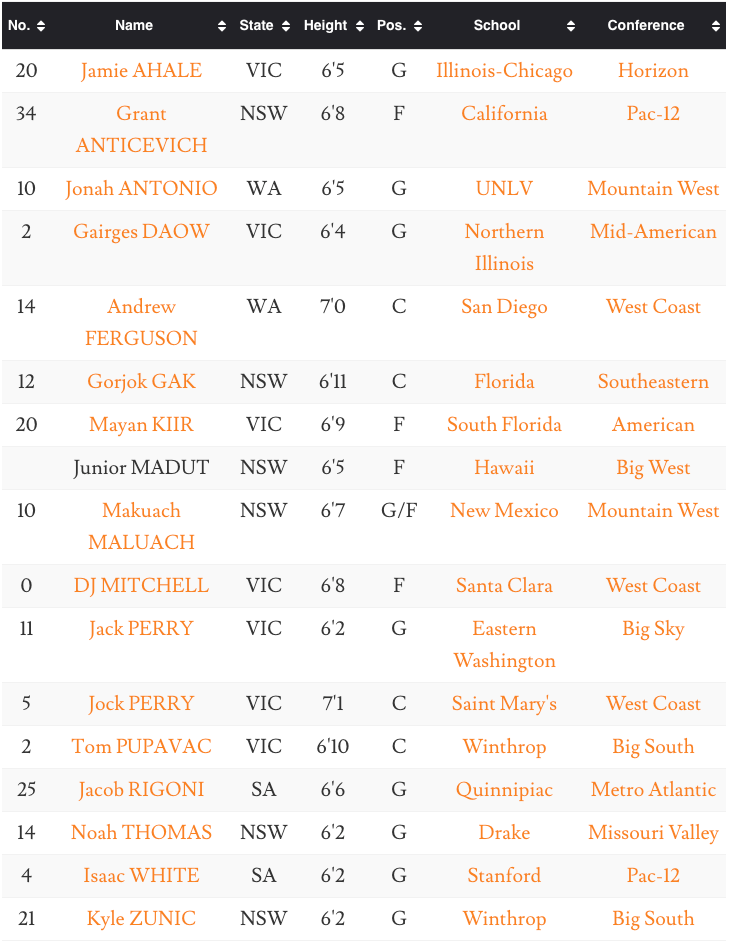 No. Name State Height Pos. School Conference
20 Jamie AHALE VIC 6'5 G Illinois-Chicago Horizon
34 Grant NSW 6'8 F California Pac-12
ANTICEVICH
10 Jonah ANTONIO WA 6'5 G UNLV Mountain West
2 Gairges DAOW VIC 6'4 G Northern Mid-American
Illinois
14 Andrew WA 7'0 C San Diego West Coast
FERGUSON
12 Gorjok GAK NSW 6'11 C Florida Southeastern
20 Mayan KIIR VIC 6'9 F South Florida American
Junior MADUT NSW 6'5 F Hawaii Big West
10 Makuach NSW 6'7 G/F New Mexico Mountain West
MALUACH
0 DJ MITCHELL VIC 6'8 F Santa Clara West Coast
11 Jack PERRY VIC 6'2 G Eastern Big Sky
Washington
5 Jock PERRY VIC 7'1 C Saint Mary's West Coast
2 Tom PUPAVAC VIC 6'10 C Winthrop Big South
25 Jacob RIGONI SA 6'6 G Quinnipiac Metro Atlantic
14 Noah THOMAS NSW 6'2 G Drake Missouri Valley
4 Isaac WHITE SA 6'2 G Stanford Pac-12
21 Kyle ZUNIC NSW 6'2 G Winthrop Big South